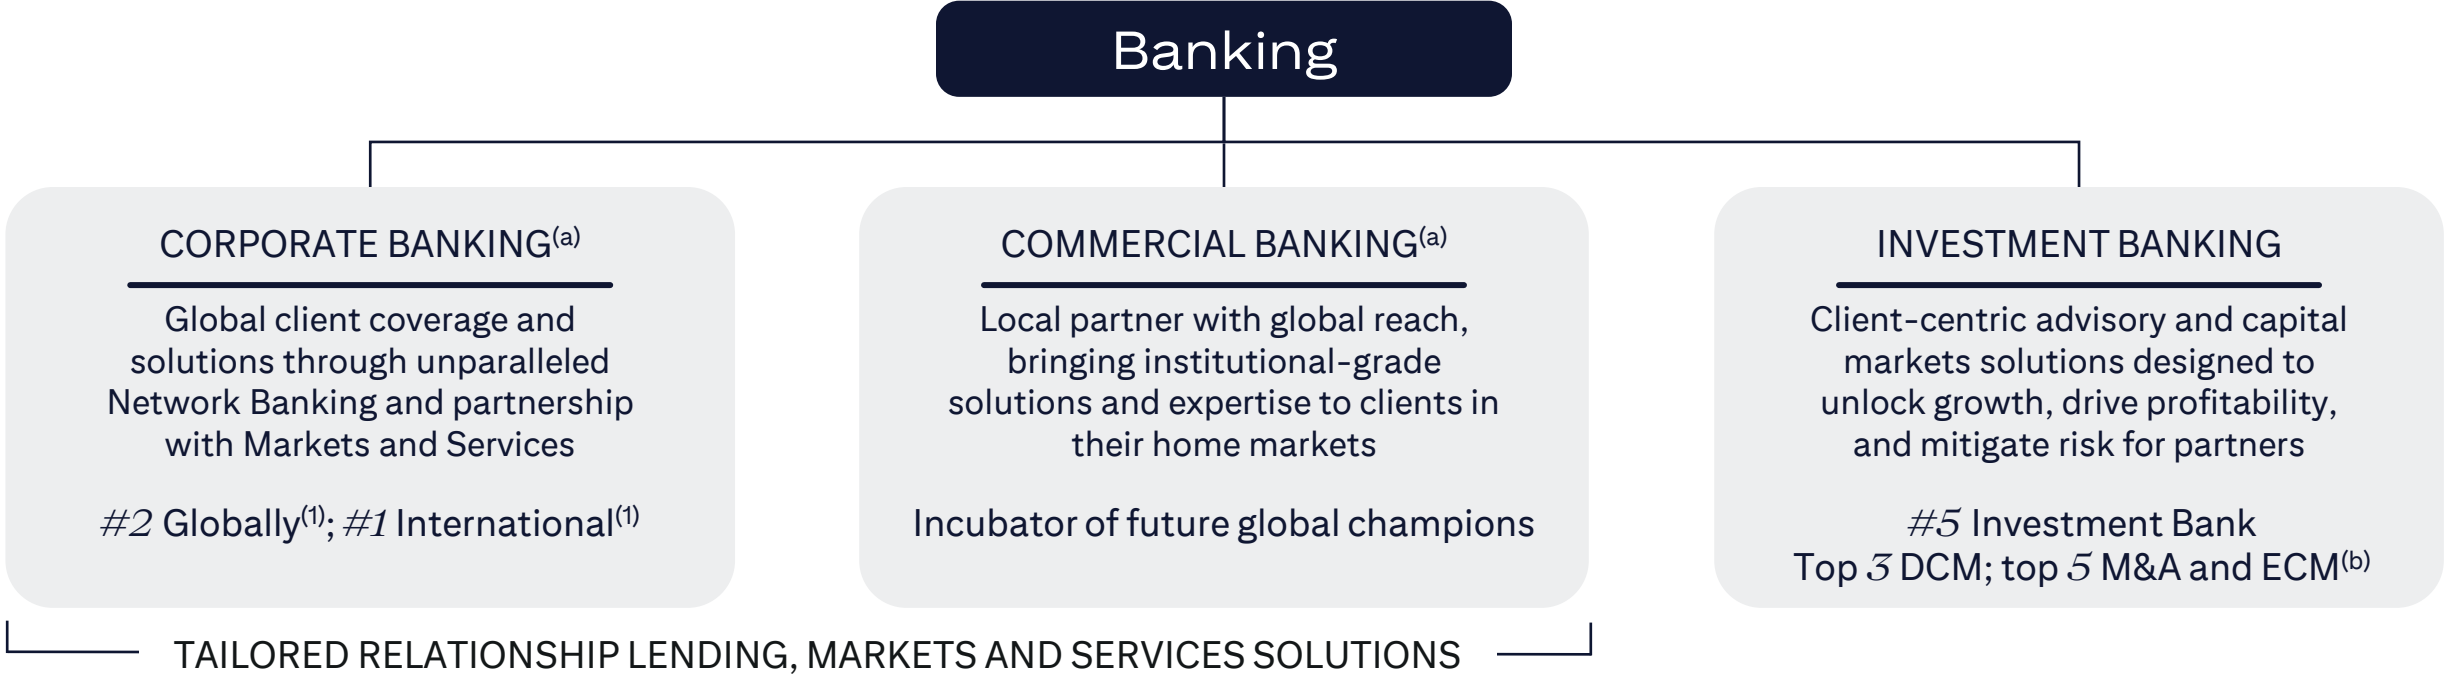 Banking
CORPORATE BANKING(a)
Global client coverage and
solutions through unparalleled
Network Banking and partnership
with Markets and Services
#2 Globally(1); #1 International(1)
COMMERCIAL BANKING(a)
Local partner with global reach,
bringing institutional-grade
solutions and expertise to clients in
their home markets
Incubator of future global champions
INVESTMENT BANKING
Client-centric advisory and capital
markets solutions designed to
unlock growth, drive profitability,
and mitigate risk for partners
#5 Investment Bank
Top 3 DCM; top 5 M&A and ECM(b)
TAILORED RELATIONSHIP LENDING, MARKETS AND SERVICES SOLUTIONS